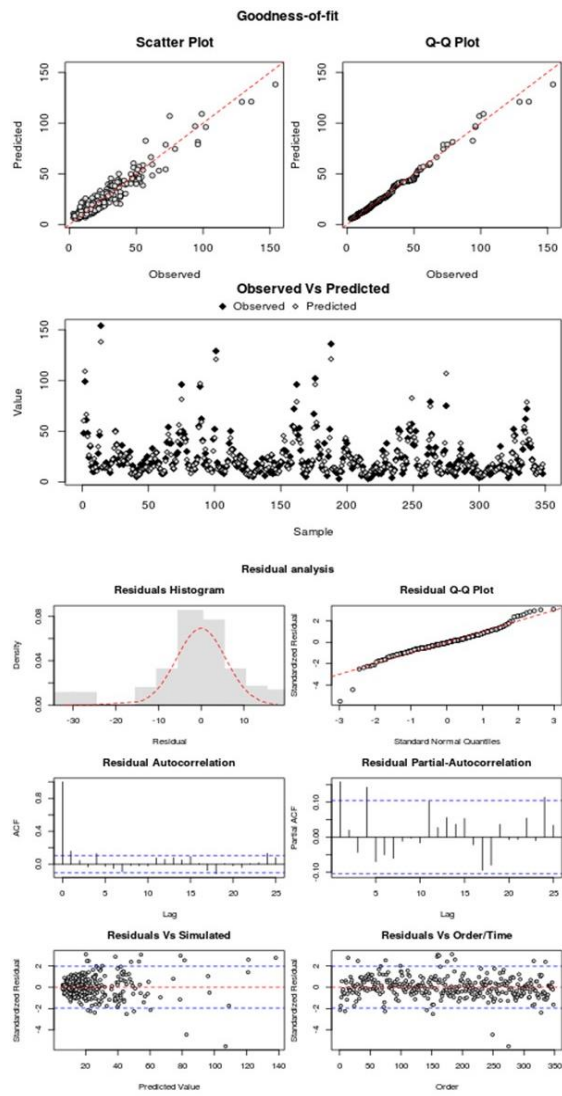 Goodness-of-fit
Scatter Plot
Q-Q Plot
150
100
50
0
Predicted
0 50 100 150
Observed
150
100
50
0
Predicted
0 50 100 150
Observed
Observed Vs Predicted
Observed Predicted
150
100
50
0
Value
0 50 100 150 200 250 300 350
Sample
Residual analysis
Residuals Histogram
Residual Q-Q Plot
0.08
0.04
0.00
Density
-30 -20 -10 0 10
Residual
2
0
-2
-4
Standardized Residual
-3 -2 -1 0 1 2 3
Standard Normal Quantiles
Residual Autocorrelation
Residual Partial-Autocorrelation
0.8
0.4
0.0
ACF
0 5 10 15 20 25
Lag
0.10
0.00
-0.10
Partial ACF
5 10 15 20 25
Lag
Residuals Vs Simulated
Residuals Vs Order/Time
2
0
-2
-4
Standardized Residual
20 40 60 80 100 120 140
Predicted Value
2
0
-2
-4
Standardized Residual
0 50 100 150 200 250 300 350
Order